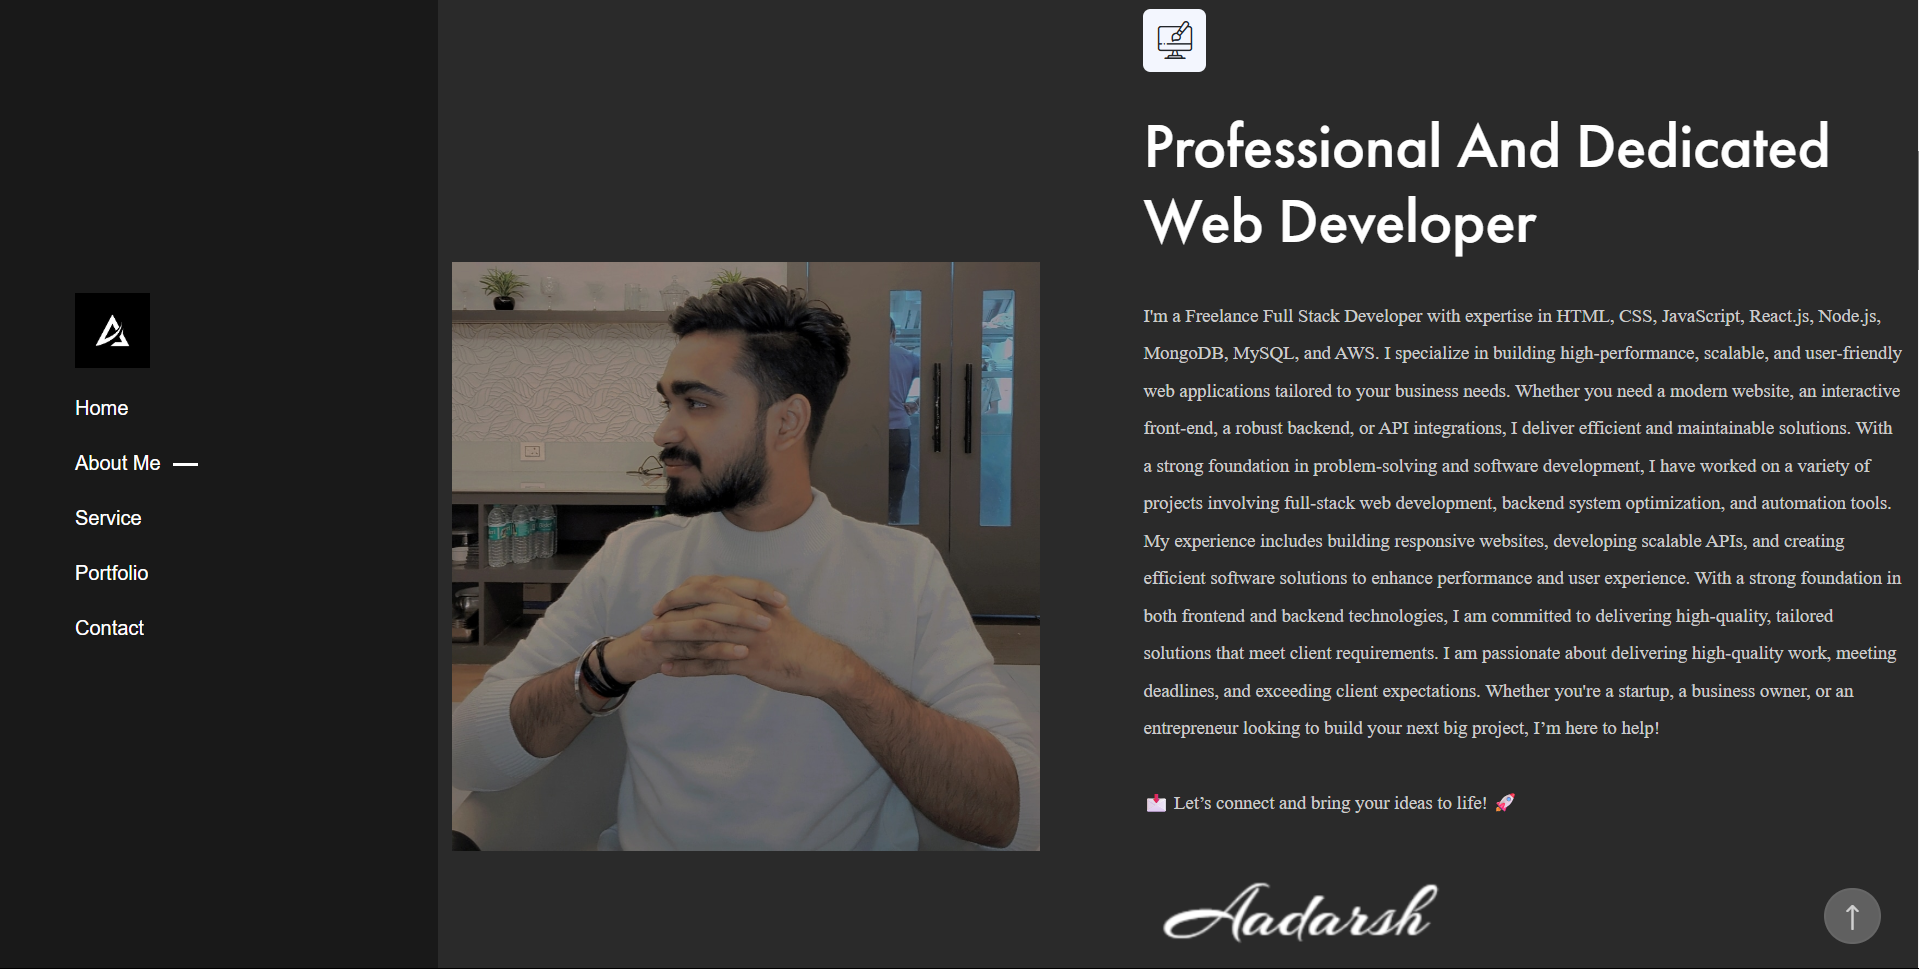 Home
About Me
Service
Portfolio
Contact
Professional And Dedicated
Web Developer
I'm a Freelance Full Stack Developer with expertise in HTML, CSS, JavaScript, React.js, Node.js,
MongoDB, MySQL, and AWS. I specialize in building high-performance, scalable, and user-friendly
web applications tailored to your business needs. Whether you need a modern website, an interactive
front-end, a robust backend, or API integrations, I deliver efficient and maintainable solutions. With
a strong foundation in problem-solving and software development, I have worked on a variety of
projects involving full-stack web development, backend system optimization, and automation tools.
My experience includes building responsive websites, developing scalable APIs, and creating
efficient software solutions to enhance performance and user experience. With a strong foundation in
both frontend and backend technologies, I am committed to delivering high-quality, tailored
solutions that meet client requirements. I am passionate about delivering high-quality work, meeting
deadlines, and exceeding client expectations. Whether you're a startup, a business owner, or an
entrepreneur looking to build your next big project, I’m here to help!
📩 Let’s connect and bring your ideas to life! 🚀
Aadarsh